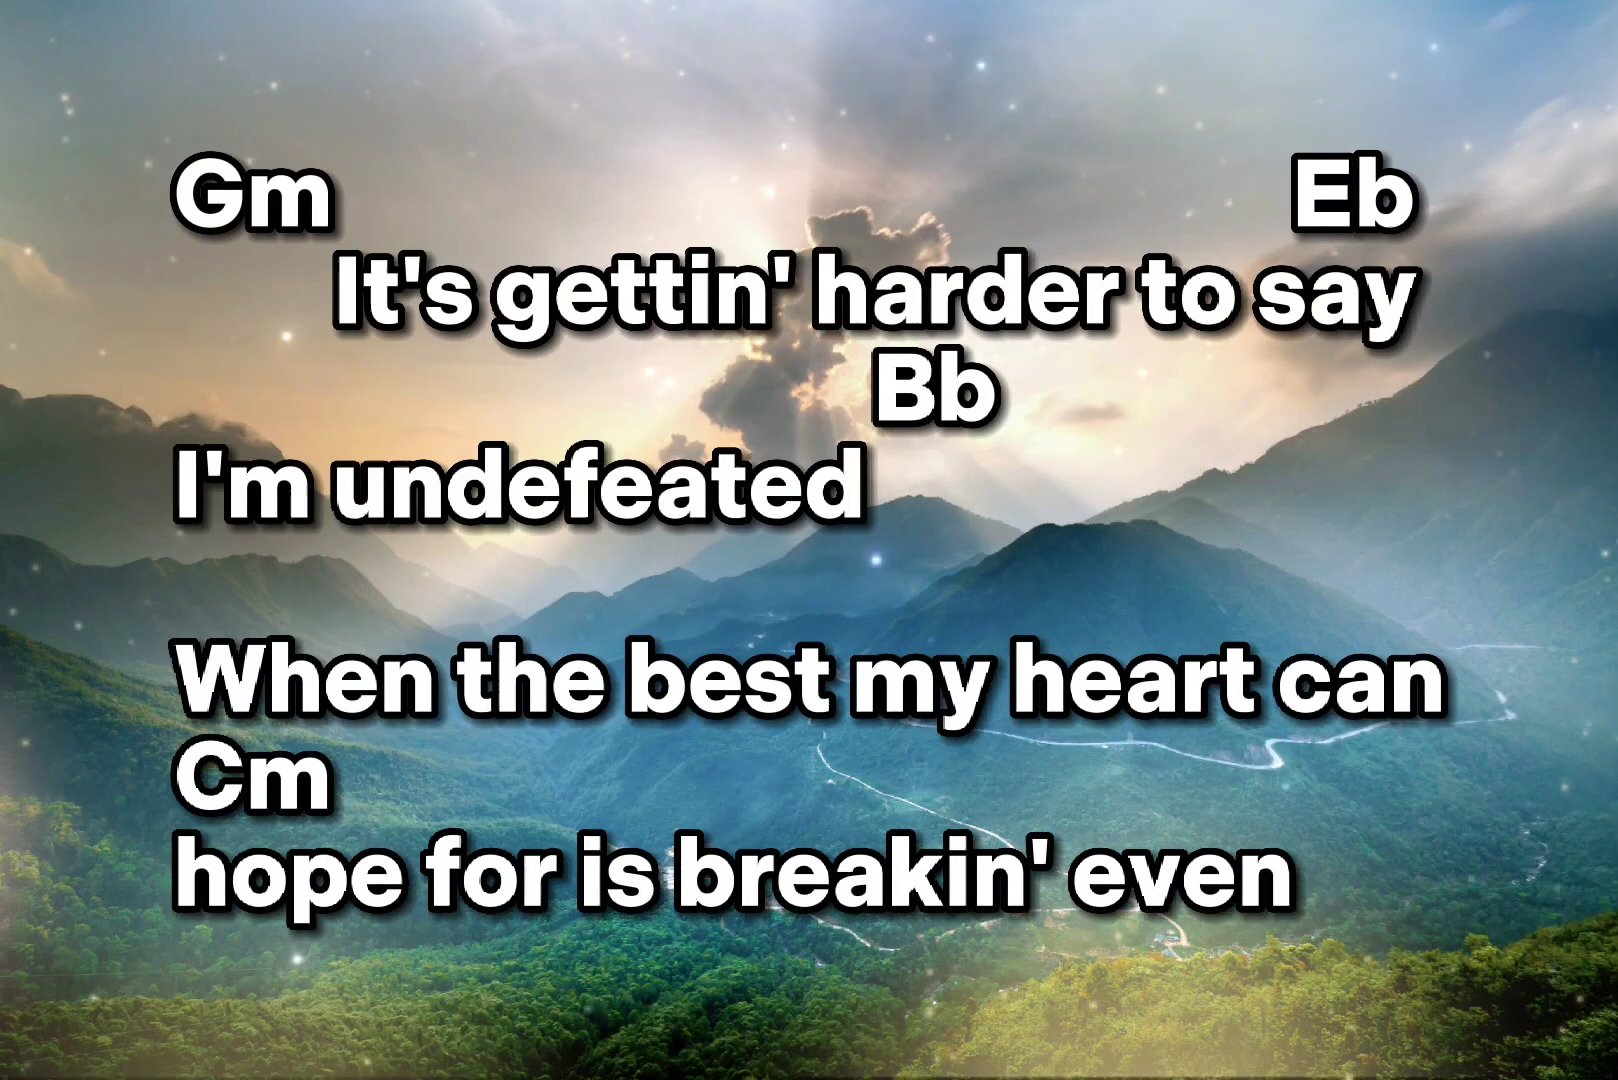 Gm Eb
It's gettin' harder to say
Bb
I'm undefeated
When the best my heart can
Cm
hope for is breakin' even